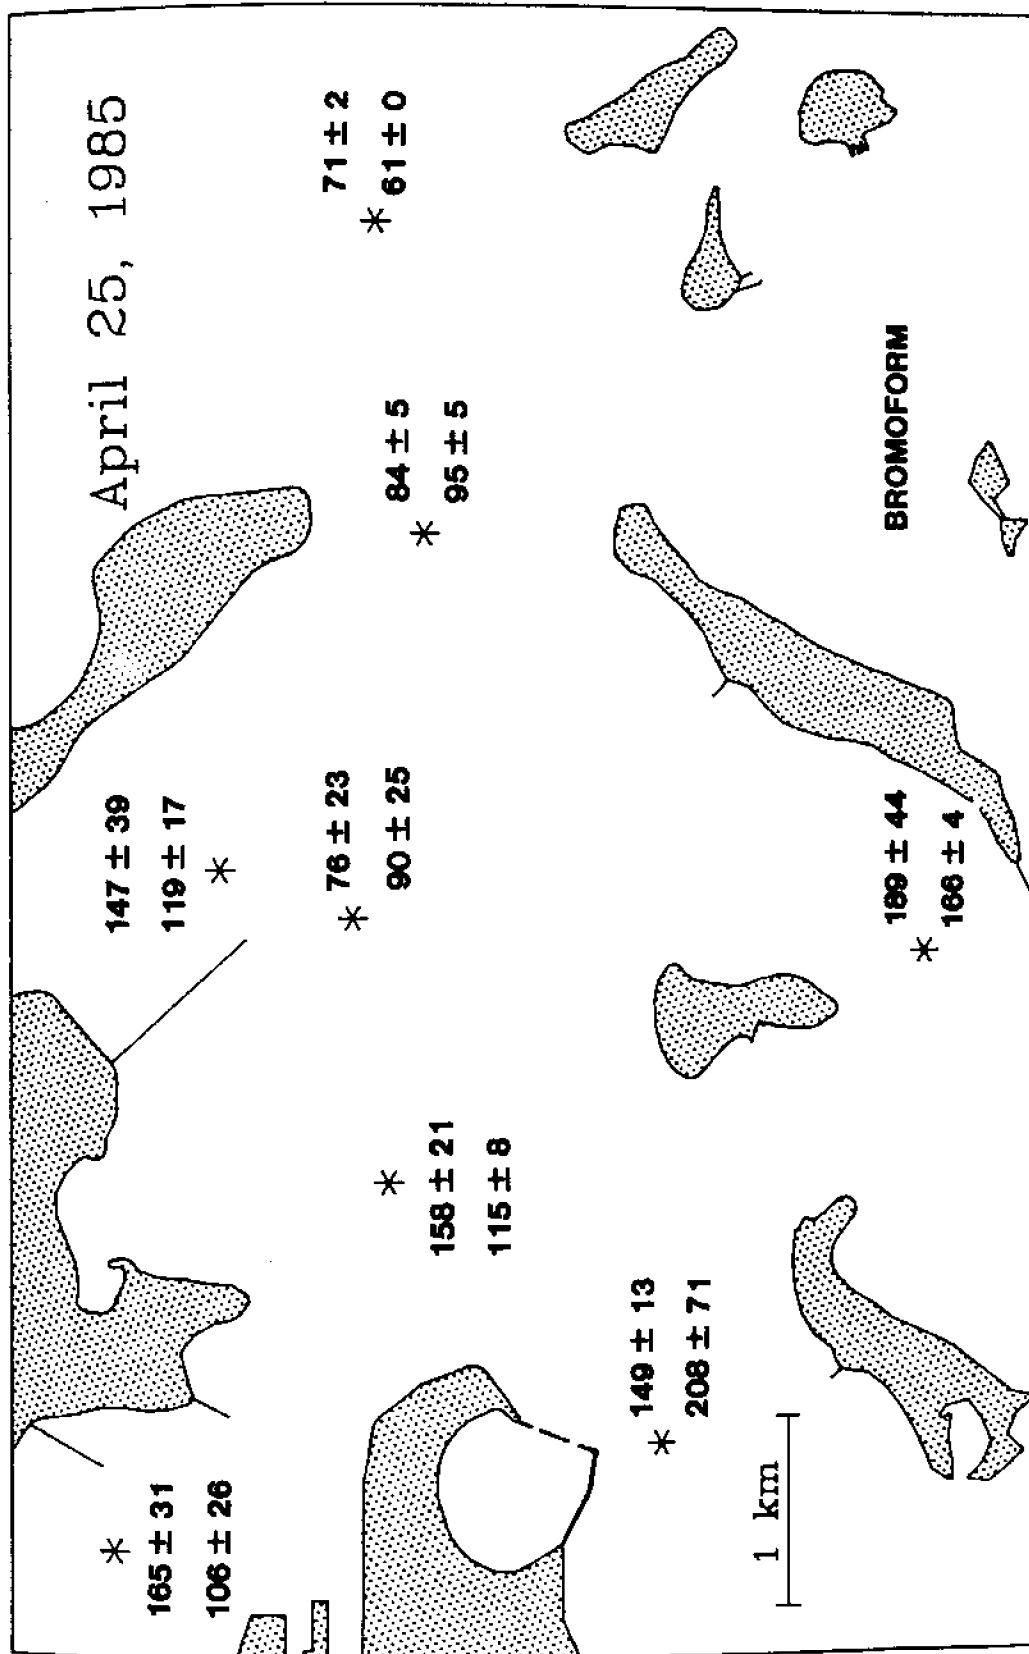 April 25, 1985
147 ± 39
119 ± 17
165 ± 31
106 ± 26
71 ± 2
61 ± 0
76 ± 23
90 ± 25
84 ± 5
95 ± 5
158 ± 21
115 ± 8
149 ± 13
208 ± 71
1 km
189 ± 44
166 ± 4
BROMOFORM